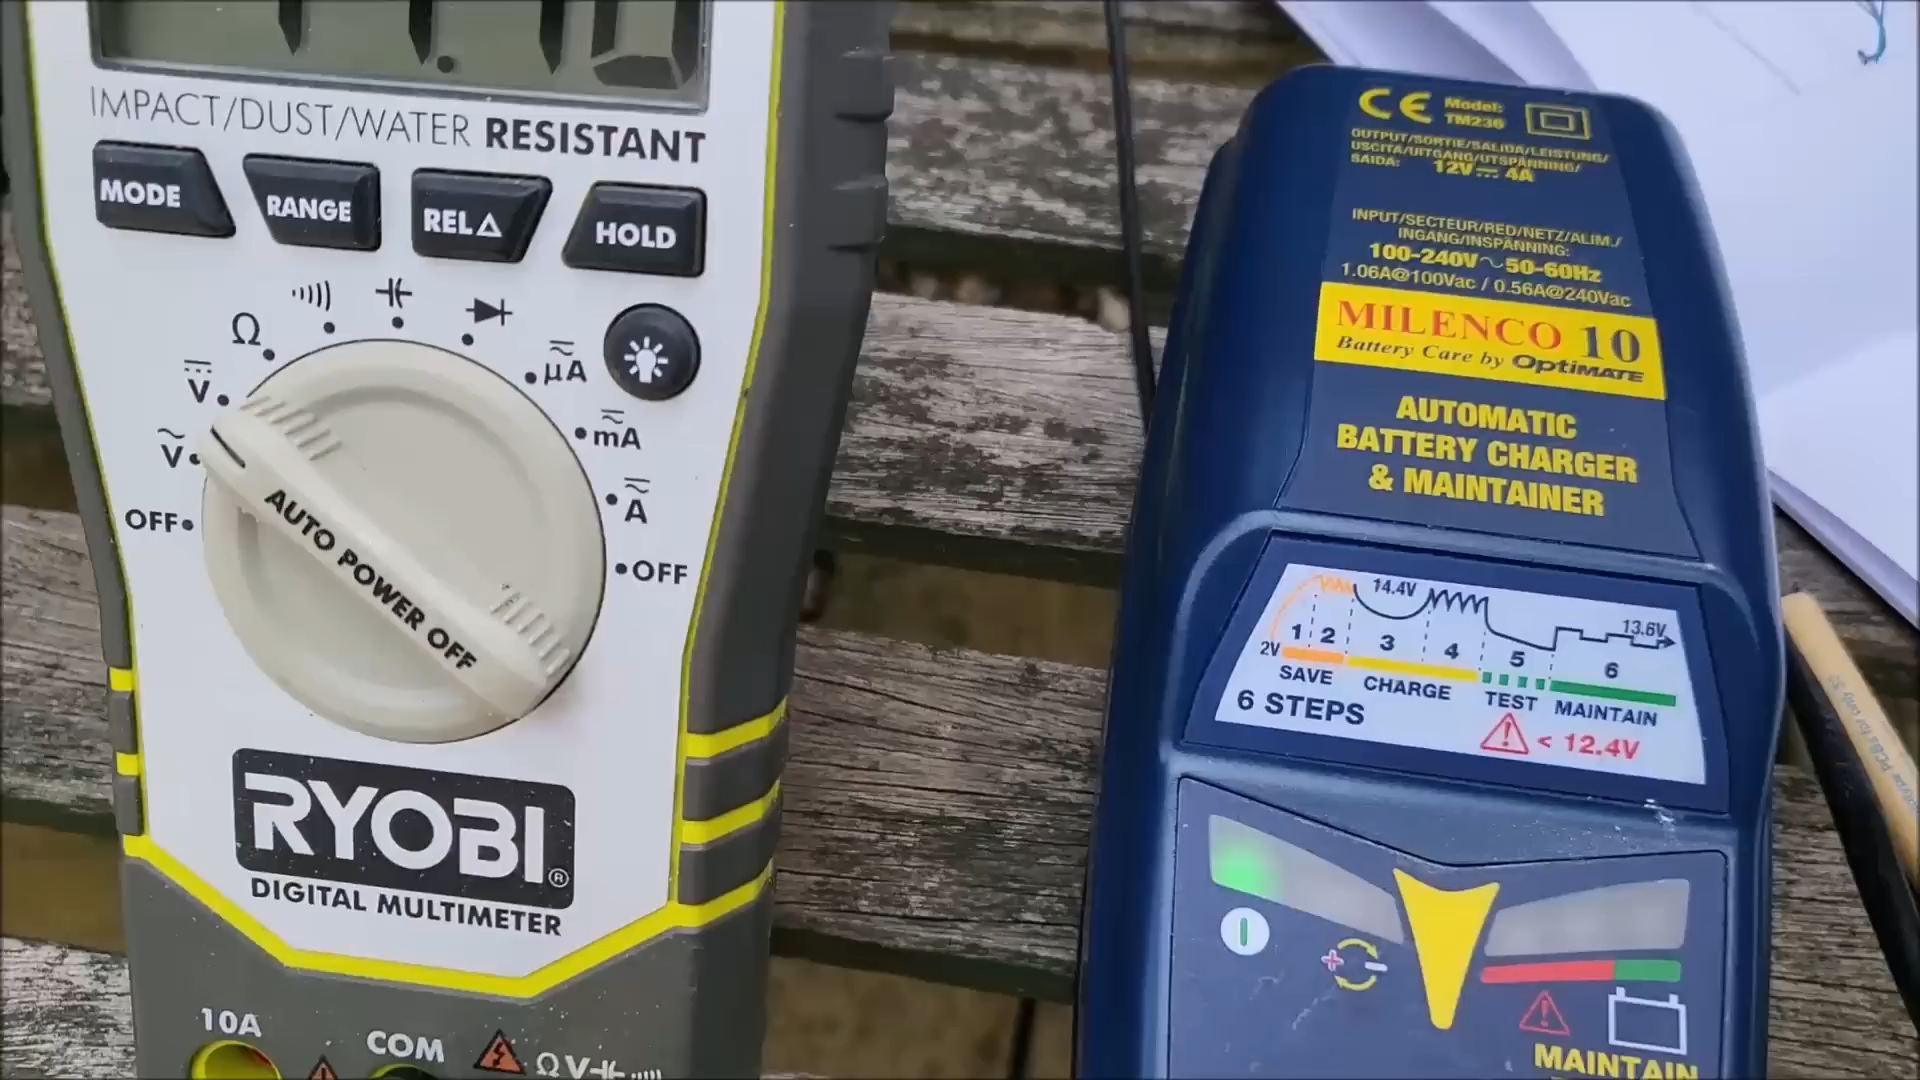 IMPACT/DUST/WATER RESISTANT
MODE
RANGE
REL△
HOLD
Ω
µA
V
mA
V
A
OFF
OFF
AUTO POWER OFF
RYOBI®
DIGITAL MULTIMETER
10A
COM
Ω V
CE Model:
TM236
OUTPUT/SORTIE/SALIDA/LEISTUNG/
USCITA/UITGANG/UTSPÄNNING/
SAIDA: 12V⎓ 4A
INPUT/SECTEUR/RED/NETZ/ALIM./
INGANG/INSPÄNNING:
100-240V~50-60Hz
1.06A@100Vac / 0.56A@240Vac
MILENCO 10
Battery Care by OptiMATE
AUTOMATIC
BATTERY CHARGER
& MAINTAINER
14.4V
13.6V
2V 1 2 3 4 5 6
SAVE CHARGE TEST MAINTAIN
6 STEPS
< 12.4V
MAINTAIN